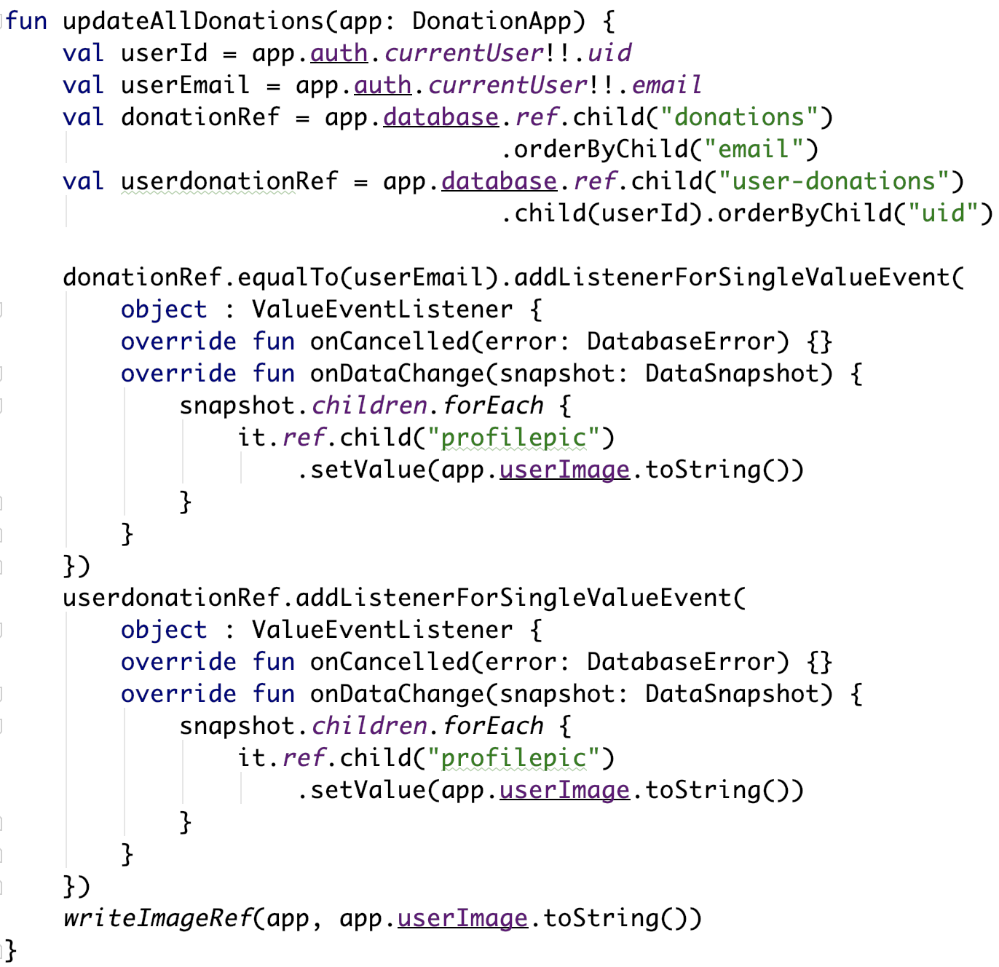 fun updateAllDonations(app: DonationApp) {
    val userId = app.auth.currentUser!!.uid
    val userEmail = app.auth.currentUser!!.email
    val donationRef = app.database.ref.child("donations")
                                  .orderByChild("email")
    val userdonationRef = app.database.ref.child("user-donations")
                                  .child(userId).orderByChild("uid")

    donationRef.equalTo(userEmail).addListenerForSingleValueEvent(
        object : ValueEventListener {
        override fun onCancelled(error: DatabaseError) {}
        override fun onDataChange(snapshot: DataSnapshot) {
            snapshot.children.forEach {
                it.ref.child("profilepic")
                    .setValue(app.userImage.toString())
            }
        }
    })
    userdonationRef.addListenerForSingleValueEvent(
        object : ValueEventListener {
        override fun onCancelled(error: DatabaseError) {}
        override fun onDataChange(snapshot: DataSnapshot) {
            snapshot.children.forEach {
                it.ref.child("profilepic")
                    .setValue(app.userImage.toString())
            }
        }
    })
    writeImageRef(app, app.userImage.toString())
}